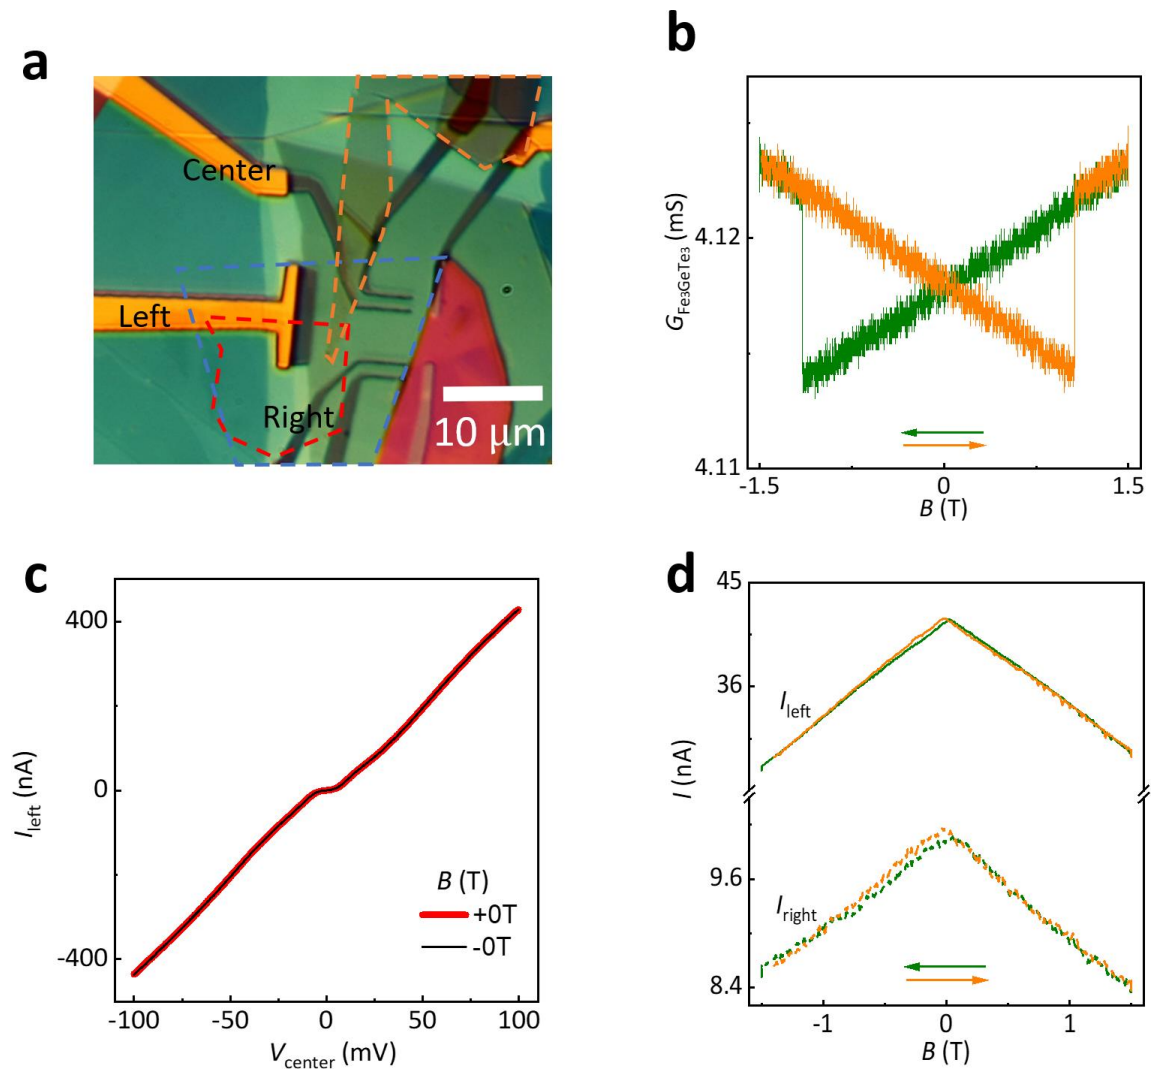 a
Center
Left
Right
10 μm
b
G_Fe3GeTe3 (mS)
4.12
4.11
-1.5
0
1.5
B (T)
c
I_left (nA)
400
0
-400
B (T)
+0T
-0T
-100
-50
0
50
100
V_center (mV)
d
I (nA)
45
36
9.6
8.4
I_left
I_right
-1
0
1
B (T)